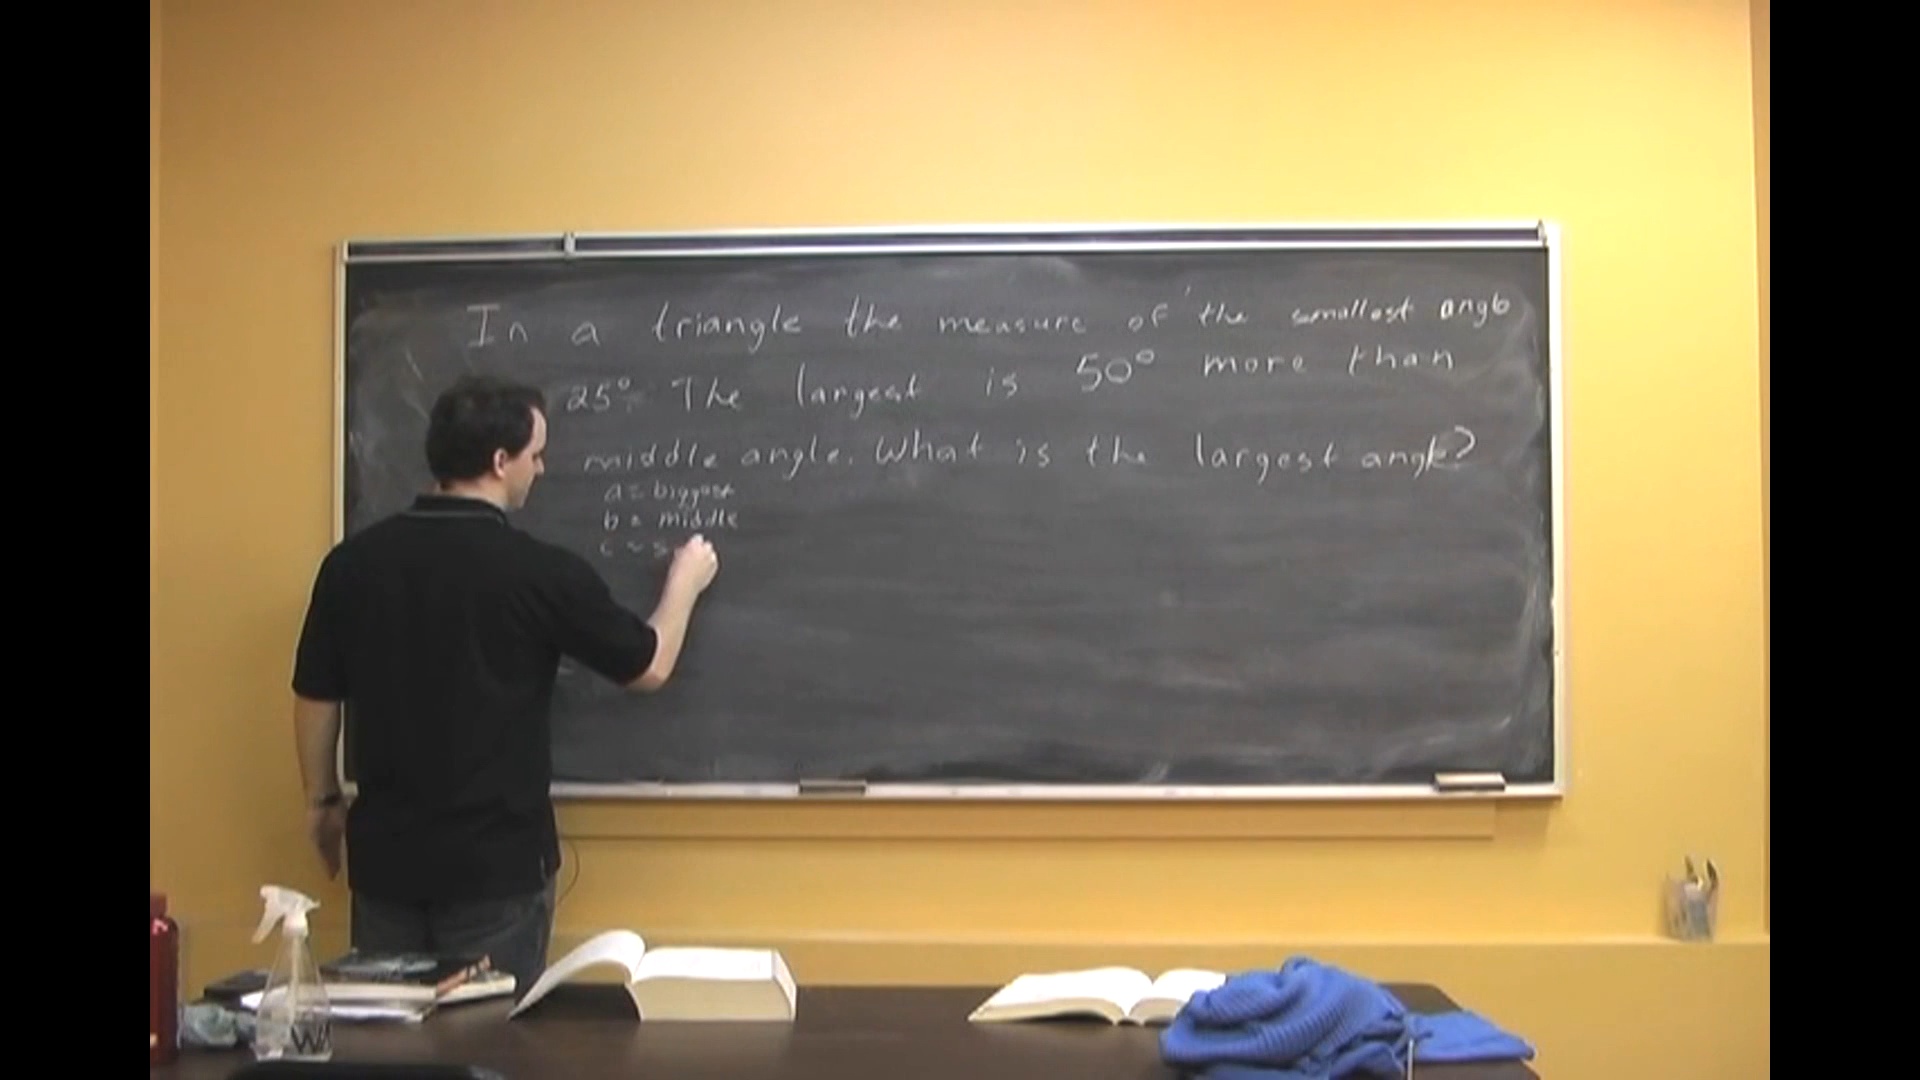 In a triangle the measure of the smallest angle
25°. The largest is 50° more than
middle angle. What is the largest angle?
a = biggest
b = middle
c = s